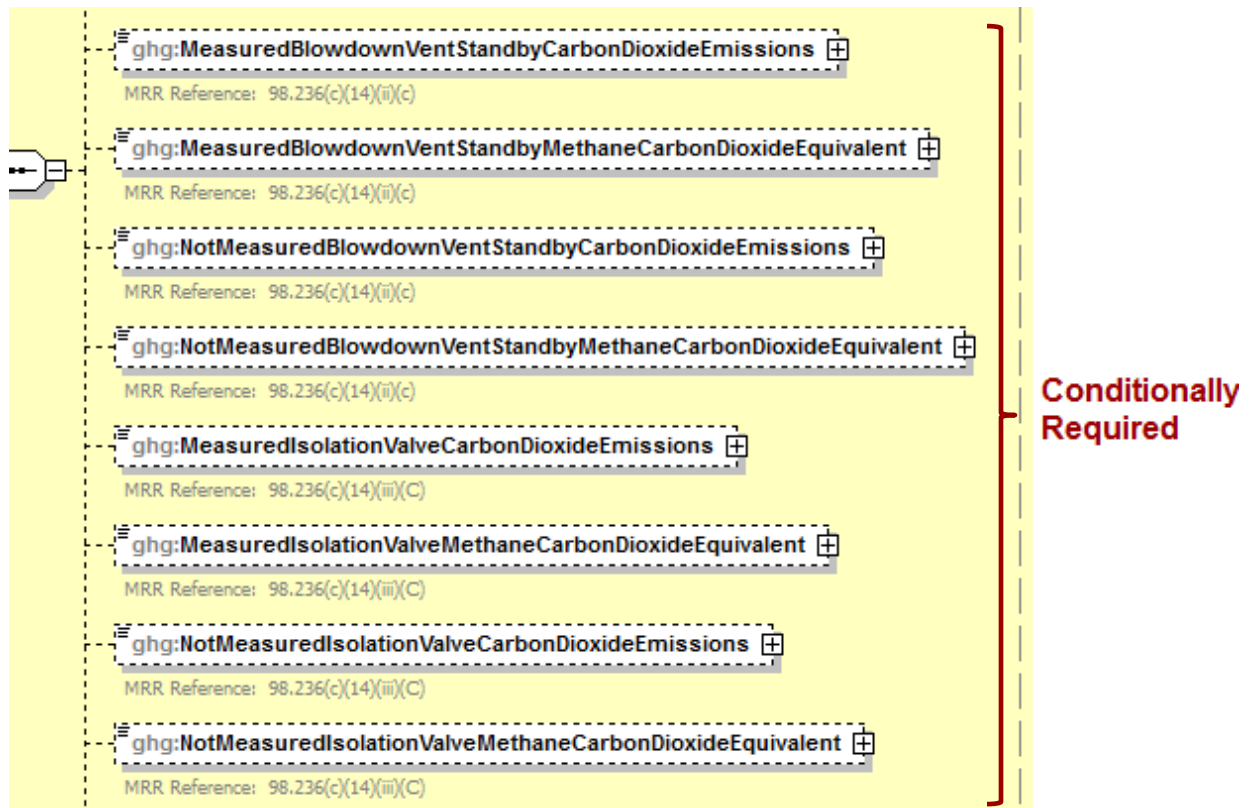 ghg:MeasuredBlowdownVentStandbyCarbonDioxideEmissions
MRR Reference: 98.236(c)(14)(ii)(c)
ghg:MeasuredBlowdownVentStandbyMethaneCarbonDioxideEquivalent
MRR Reference: 98.236(c)(14)(ii)(c)
ghg:NotMeasuredBlowdownVentStandbyCarbonDioxideEmissions
MRR Reference: 98.236(c)(14)(ii)(c)
ghg:NotMeasuredBlowdownVentStandbyMethaneCarbonDioxideEquivalent
MRR Reference: 98.236(c)(14)(ii)(c)
ghg:MeasuredIsolationValveCarbonDioxideEmissions
MRR Reference: 98.236(c)(14)(iii)(C)
ghg:MeasuredIsolationValveMethaneCarbonDioxideEquivalent
MRR Reference: 98.236(c)(14)(iii)(C)
ghg:NotMeasuredIsolationValveCarbonDioxideEmissions
MRR Reference: 98.236(c)(14)(iii)(C)
ghg:NotMeasuredIsolationValveMethaneCarbonDioxideEquivalent
MRR Reference: 98.236(c)(14)(iii)(C)
Conditionally
Required